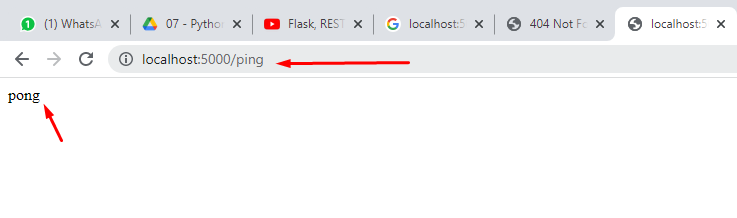 (1) WhatsA
07 - Pytho
Flask, REST
localhost:5
404 Not Fo
localhost:5
localhost:5000/ping
pong